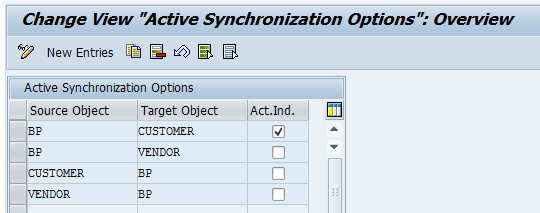 Change View "Active Synchronization Options": Overview
New Entries
Active Synchronization Options
Source Object Target Object Act.Ind.
BP CUSTOMER
BP VENDOR
CUSTOMER BP
VENDOR BP